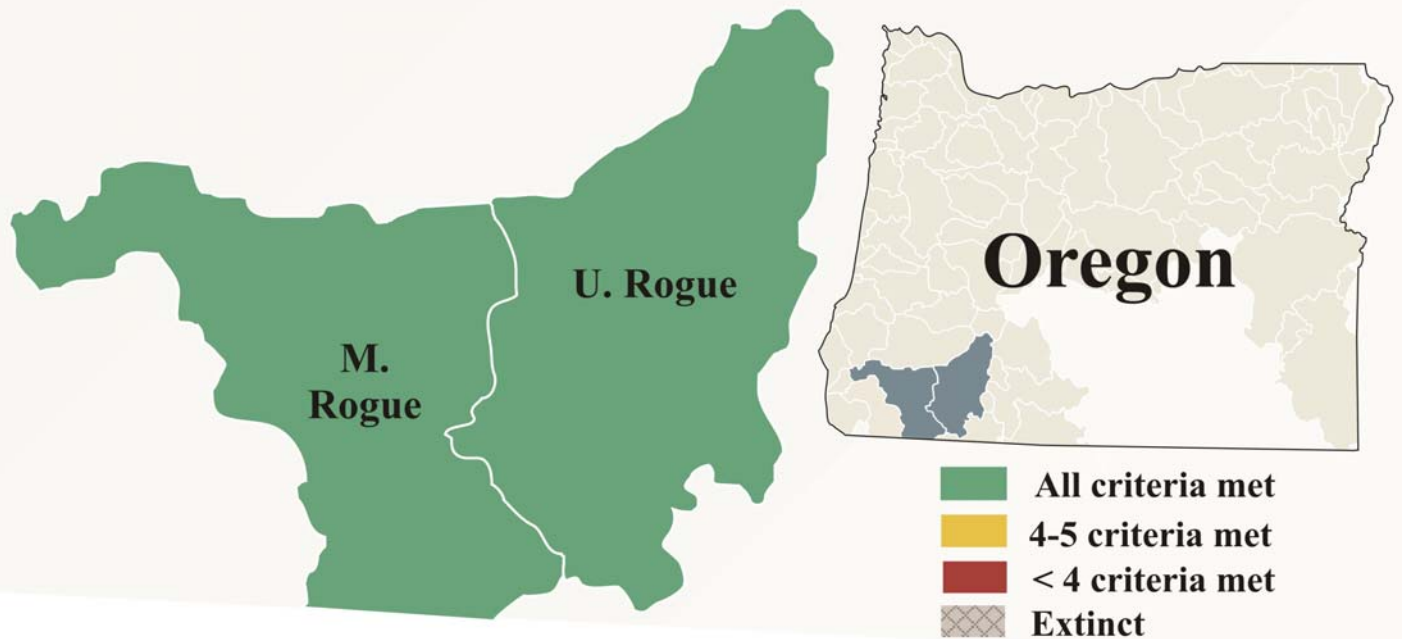 U. Rogue
M.
Rogue
Oregon
All criteria met
4-5 criteria met
< 4 criteria met
Extinct